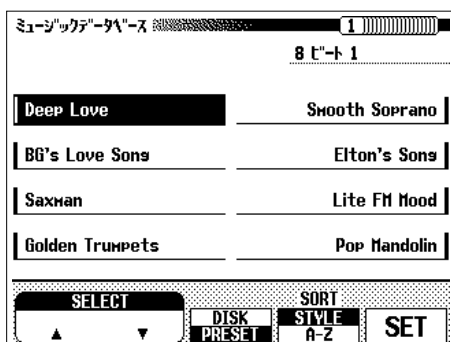 ミュージックデータベース
1
8 ビート 1
Deep Love
Smooth Soprano
BG's Love Song
Elton's Song
Saxman
Lite FM Mood
Golden Trumpets
Pop Mandolin
SELECT
▲ ▼
DISK
PRESET
SORT
STYLE
A-Z
SET